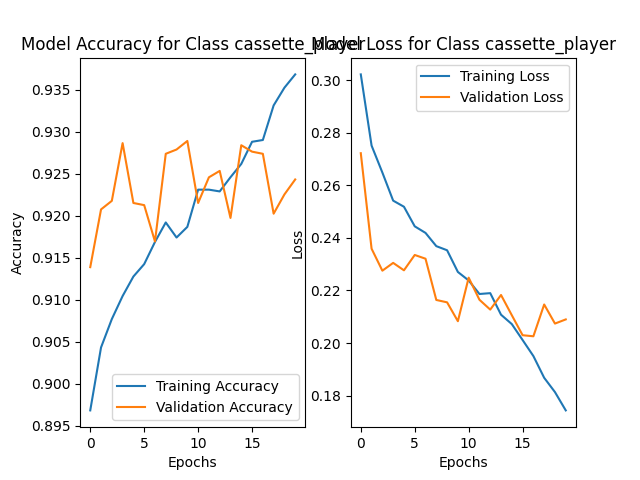 Model Accuracy for Class cassette_player
Model Loss for Class cassette_player
0.935
0.930
0.925
0.920
0.915
0.910
0.905
0.900
0.895
Accuracy
Training Accuracy
Validation Accuracy
0
5
10
15
Epochs
0.30
0.28
0.26
0.24
0.22
0.20
0.18
Loss
Training Loss
Validation Loss
0
5
10
15
Epochs